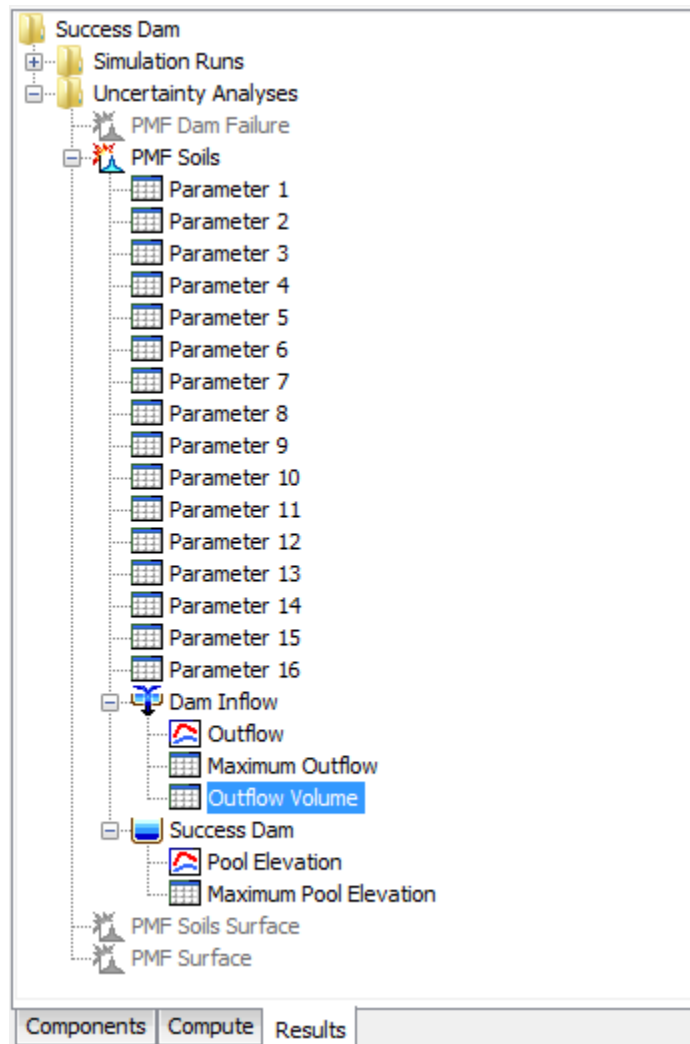 Success Dam
Simulation Runs
Uncertainty Analyses
PMF Dam Failure
PMF Soils
Parameter 1
Parameter 2
Parameter 3
Parameter 4
Parameter 5
Parameter 6
Parameter 7
Parameter 8
Parameter 9
Parameter 10
Parameter 11
Parameter 12
Parameter 13
Parameter 14
Parameter 15
Parameter 16
Dam Inflow
Outflow
Maximum Outflow
Outflow Volume
Success Dam
Pool Elevation
Maximum Pool Elevation
PMF Soils Surface
PMF Surface
Components Compute Results